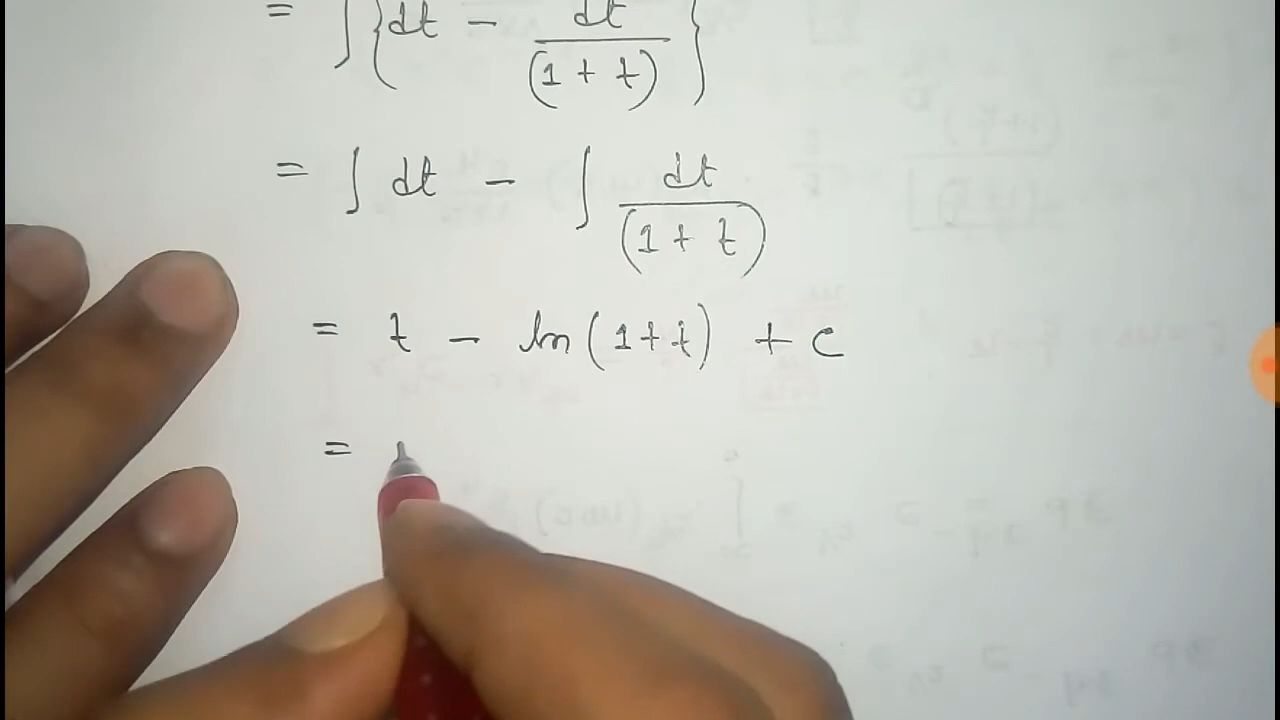 = ∫ { dt - dt/(1 + t) }
= ∫ dt - ∫ dt/(1 + t)
= t - ln(1+t) + c
=